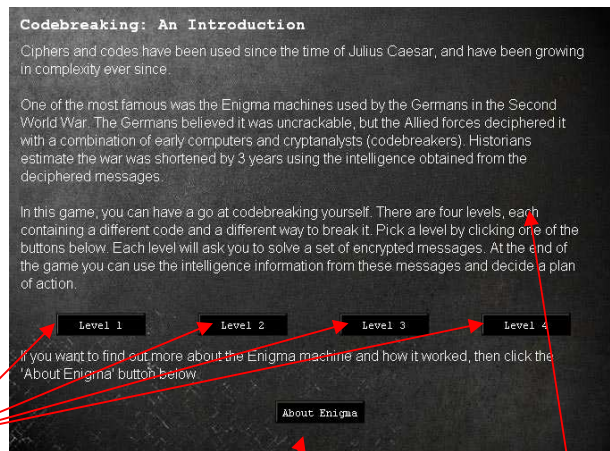 Codebreaking: An Introduction
Ciphers and codes have been used since the time of Julius Caesar, and have been growing
in complexity ever since.
One of the most famous was the Enigma machines used by the Germans in the Second
World War. The Germans believed it was uncrackable, but the Allied forces deciphered it
with a combination of early computers and cryptanalysts (codebreakers). Historians
estimate the war was shortened by 3 years using the intelligence obtained from the
deciphered messages.
In this game, you can have a go at codebreaking yourself. There are four levels, each
containing a different code and a different way to break it. Pick a level by clicking one of the
buttons below. Each level will ask you to solve a set of encrypted messages. At the end of
the game you can use the intelligence information from these messages and decide a plan
of action.
Level 1 Level 2 Level 3 Level 4
If you want to find out more about the Enigma machine and how it worked, then click the
'About Enigma' button below
About Enigma